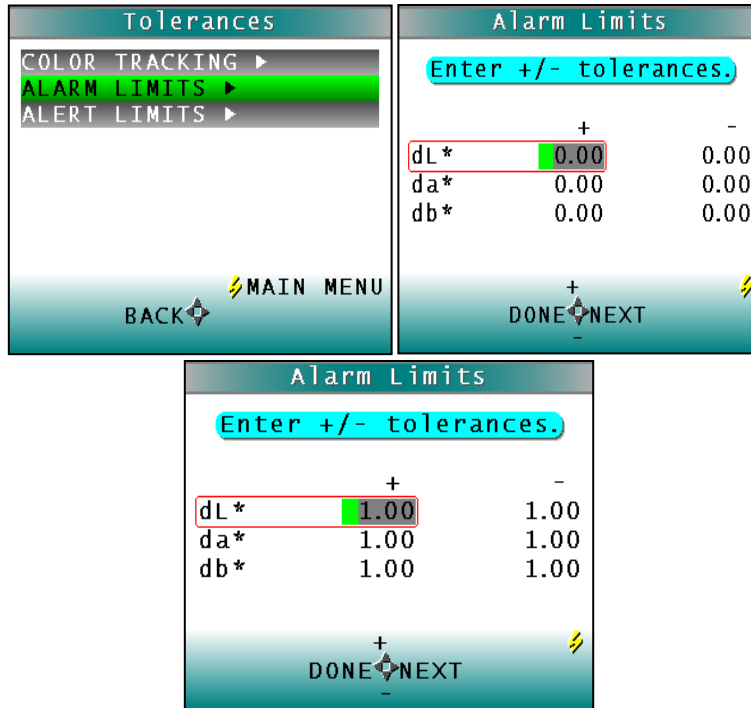 Tolerances
COLOR TRACKING ►
ALARM LIMITS ►
ALERT LIMITS ►
MAIN MENU
BACK
Alarm Limits
Enter +/- tolerances.
+ -
dL* 0.00 0.00
da* 0.00 0.00
db* 0.00 0.00
+
DONE NEXT
-
Alarm Limits
Enter +/- tolerances.
+ -
dL* 1.00 1.00
da* 1.00 1.00
db* 1.00 1.00
+
DONE NEXT
-